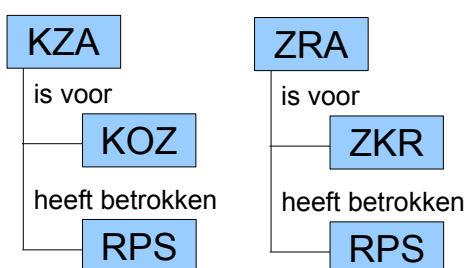 KZA
is voor
KOZ
heeft betrokken
RPS
ZRA
is voor
ZKR
heeft betrokken
RPS